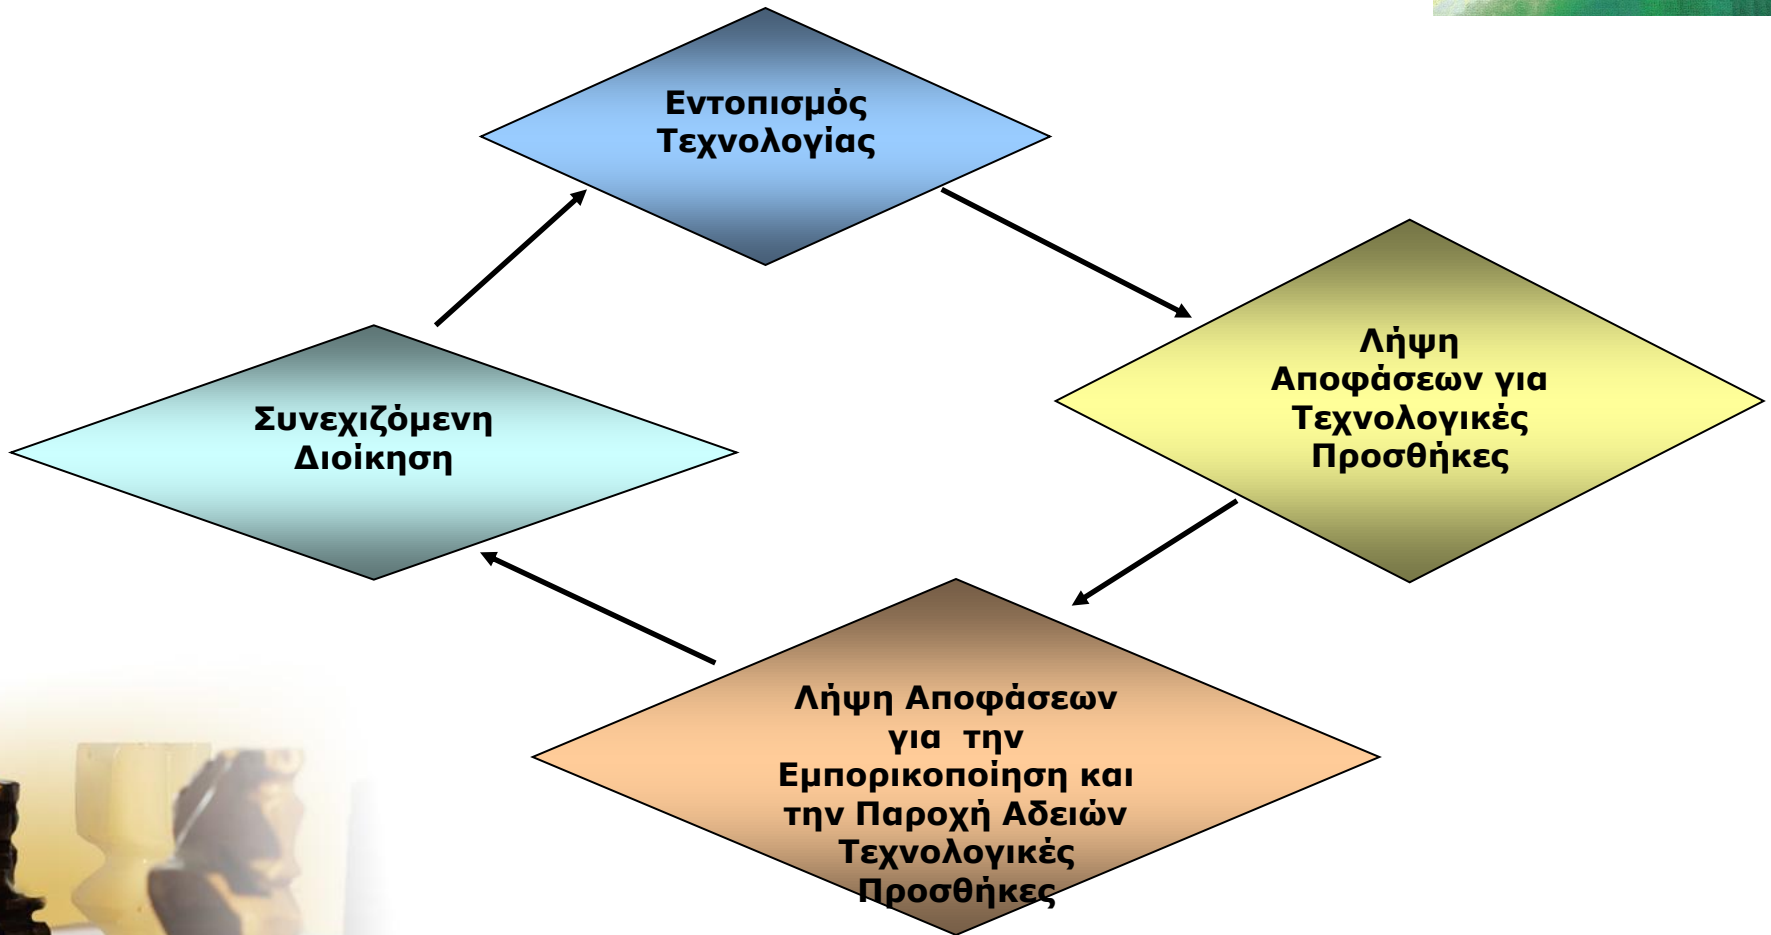 Εντοπισμός
Τεχνολογίας
Λήψη
Αποφάσεων για
Τεχνολογικές
Προσθήκες
Συνεχιζόμενη
Διοίκηση
Λήψη Αποφάσεων
για την
Εμπορικοποίηση και
την Παροχή Αδειών
Τεχνολογικές
Προσθήκες